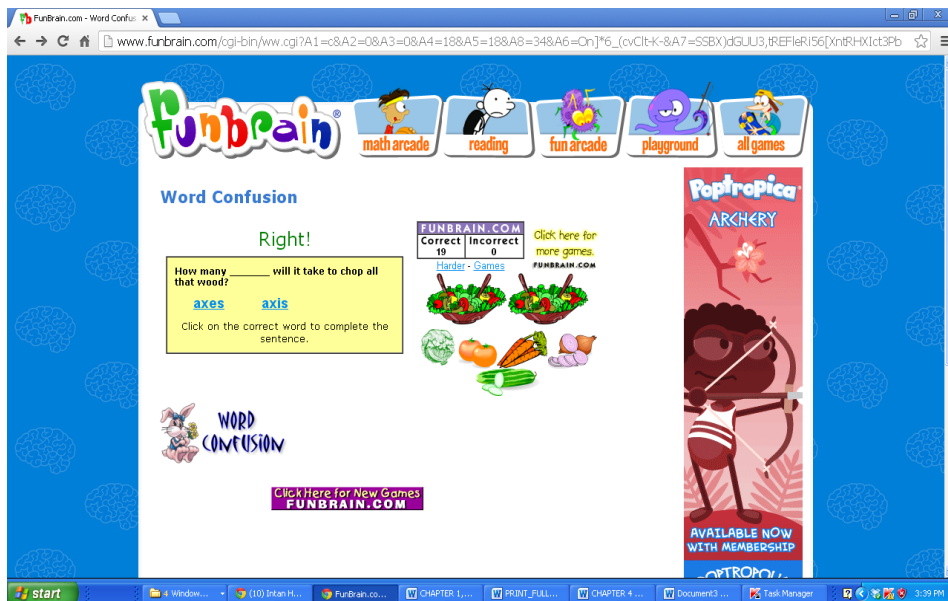 FunBrain.com - Word Confus
www.funbrain.com/cgi-bin/ww.cgi?A1=c&A2=0&A3=0&A4=18&A5=18&A8=34&A6=On]*6_(cvClt-K-&A7=SSBX)dGUU3,tREFleRi56[XntRHXIct3Pb
funbrain®
math arcade
reading
fun arcade
playground
all games
Word Confusion
Right!
How many _______ will it take to chop all
that wood?
axes axis
Click on the correct word to complete the
sentence.
FUNBRAIN.COM
Correct Incorrect
19 0
Harder - Games
Click here for
more games.
FUNBRAIN.COM
WORD
CONFUSION
Click Here for New Games
FUNBRAIN.COM
Poptropica
ARCHERY
AVAILABLE NOW
WITH MEMBERSHIP
POPTROPOLIS
start
4 Window...
(10) Intan H...
FunBrain.co...
CHAPTER 1,...
PRINT_FULL...
CHAPTER 4 ...
Document3 ...
Task Manager
3:39 PM